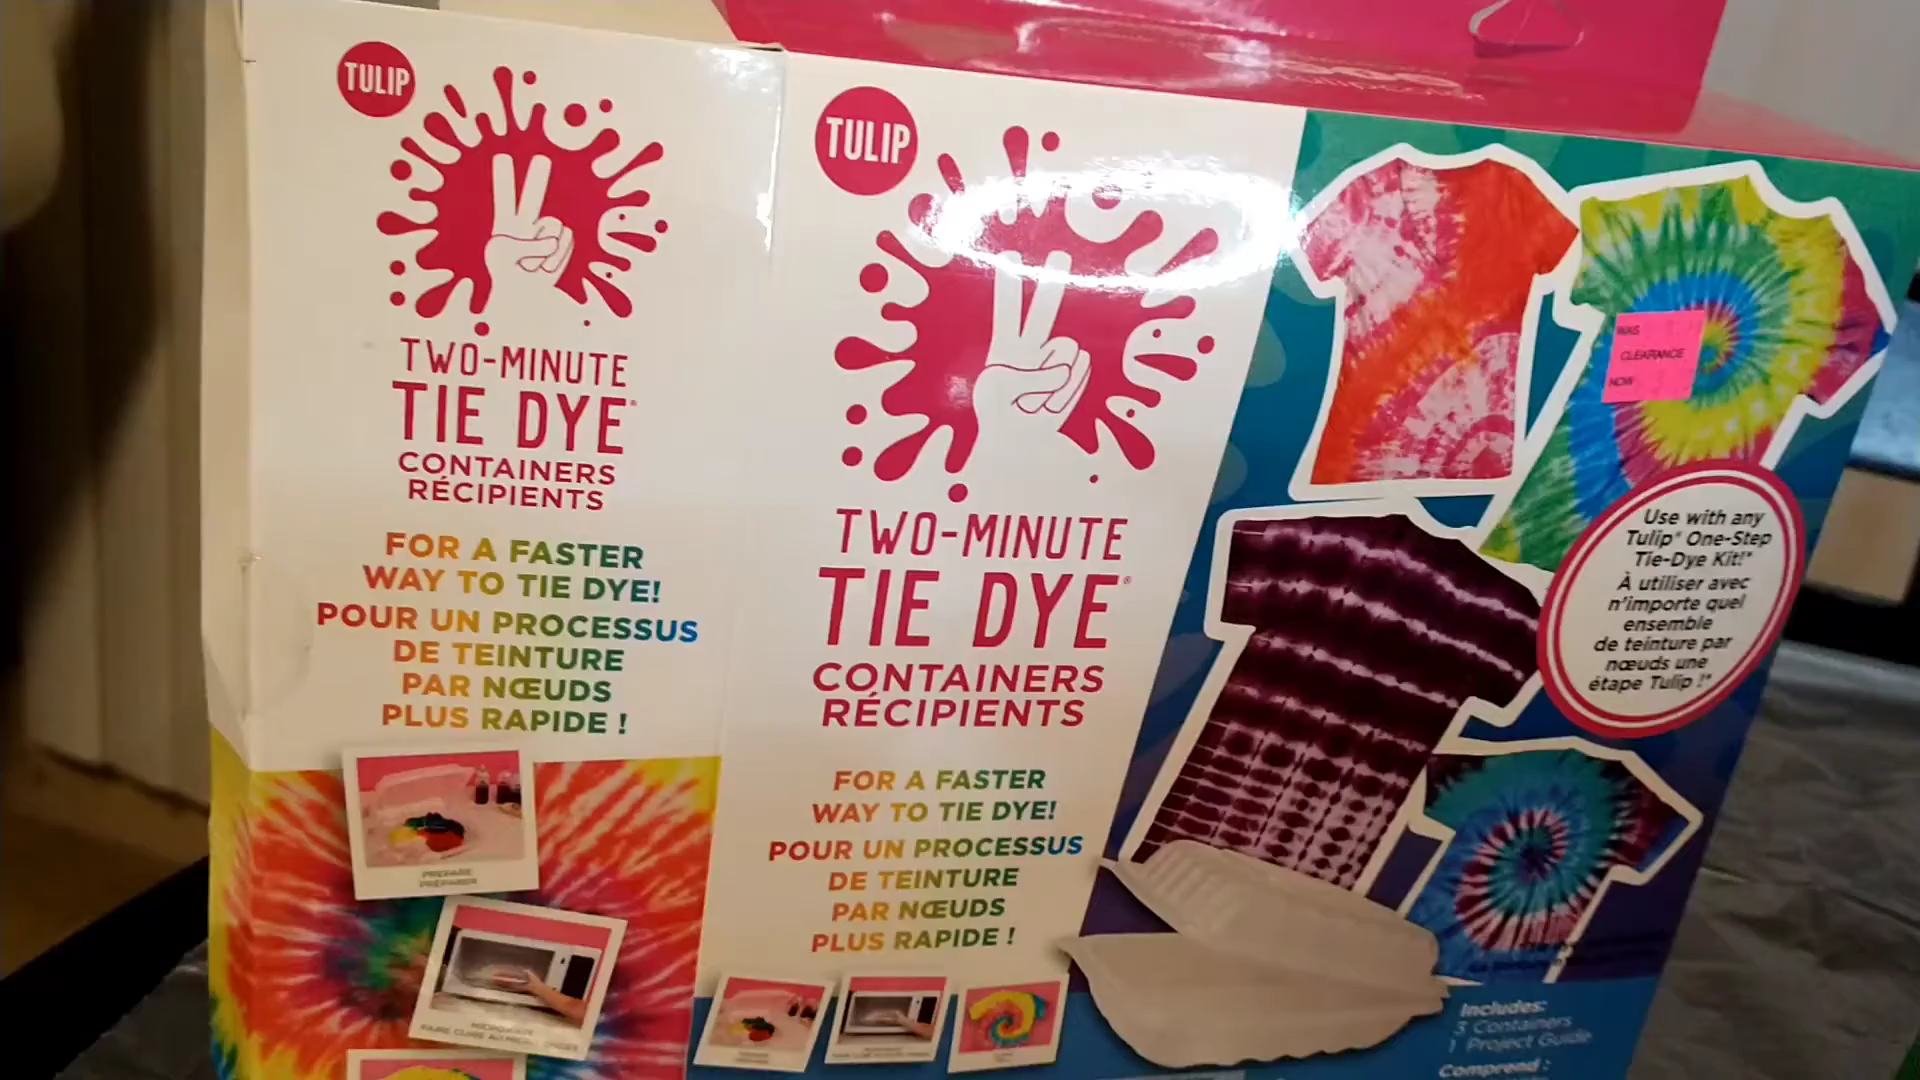 TULIP
TWO-MINUTE
TIE DYE®
CONTAINERS
RÉCIPIENTS
FOR A FASTER
WAY TO TIE DYE!
POUR UN PROCESSUS
DE TEINTURE
PAR NŒUDS
PLUS RAPIDE !
PREPARE
PRÉPARER
MICROWAVE
TULIP
TWO-MINUTE
TIE DYE®
CONTAINERS
RÉCIPIENTS
FOR A FASTER
WAY TO TIE DYE!
POUR UN PROCESSUS
DE TEINTURE
PAR NŒUDS
PLUS RAPIDE !
WAS
CLEARANCE
NOW
Use with any
Tulip® One-Step
Tie-Dye Kit!*
À utiliser avec
n'importe quel
ensemble
de teinture par
nœuds une
étape Tulip !*
Includes:
3 Containers
1 Project Guide
Comprend :